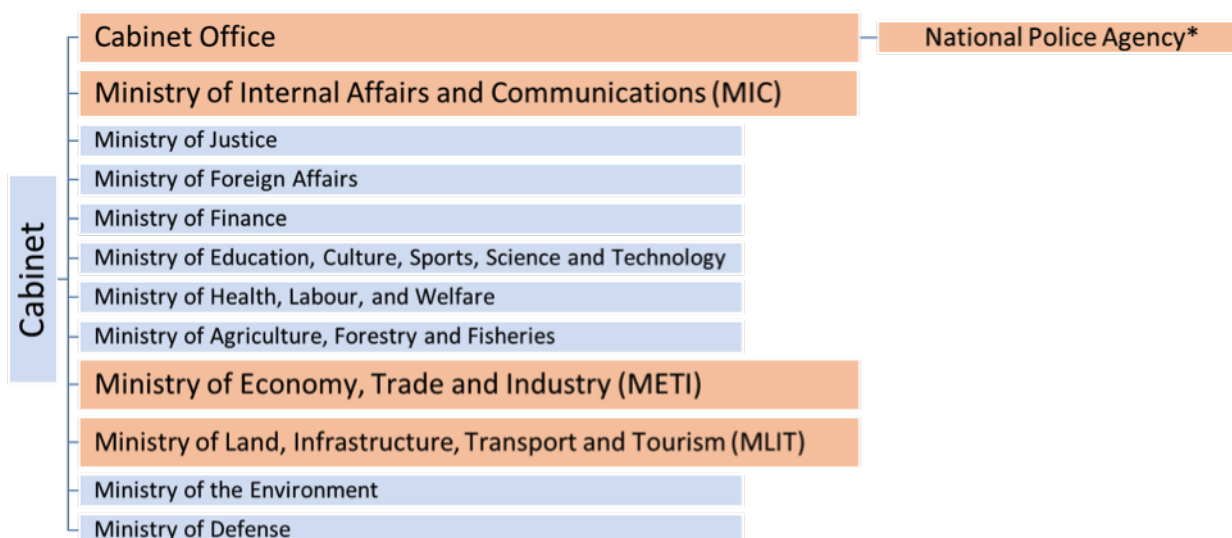 Cabinet
Cabinet Office
National Police Agency*
Ministry of Internal Affairs and Communications (MIC)
Ministry of Justice
Ministry of Foreign Affairs
Ministry of Finance
Ministry of Education, Culture, Sports, Science and Technology
Ministry of Health, Labour, and Welfare
Ministry of Agriculture, Forestry and Fisheries
Ministry of Economy, Trade and Industry (METI)
Ministry of Land, Infrastructure, Transport and Tourism (MLIT)
Ministry of the Environment
Ministry of Defense